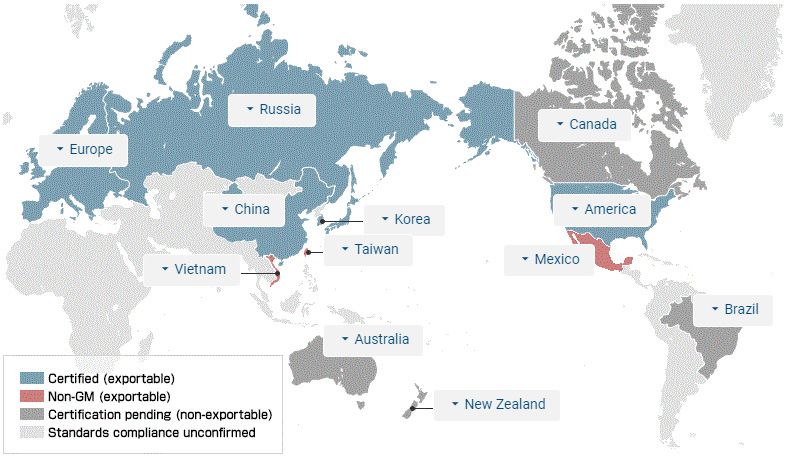 Russia
Canada
Europe
China
Korea
America
Taiwan
Mexico
Vietnam
Brazil
Australia
New Zealand
Certified (exportable)
Non-GM (exportable)
Certification pending (non-exportable)
Standards compliance unconfirmed